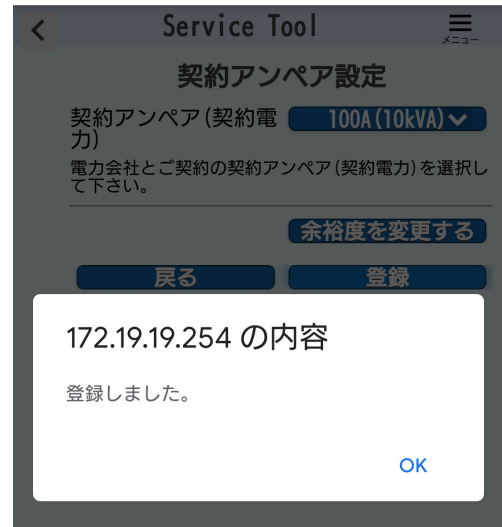 Service Tool
メニュー
契約アンペア設定
契約アンペア(契約電
力)
100A(10kVA)
電力会社とご契約の契約アンペア(契約電力)を選択し
て下さい。
余裕度を変更する
戻る
登録
172.19.19.254 の内容
登録しました。
OK